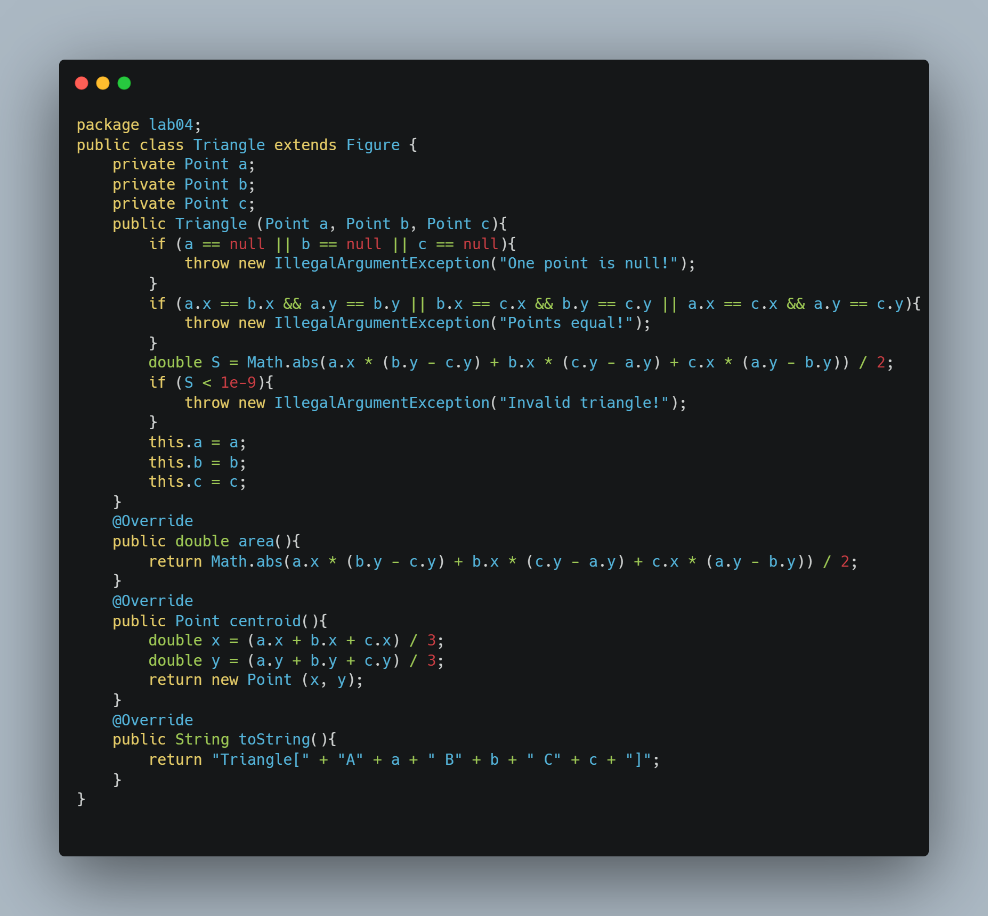 package lab04;
public class Triangle extends Figure {
    private Point a;
    private Point b;
    private Point c;
    public Triangle (Point a, Point b, Point c){
        if (a == null || b == null || c == null){
            throw new IllegalArgumentException("One point is null!");
        }
        if (a.x == b.x && a.y == b.y || b.x == c.x && b.y == c.y || a.x == c.x && a.y == c.y){
            throw new IllegalArgumentException("Points equal!");
        }
        double S = Math.abs(a.x * (b.y - c.y) + b.x * (c.y - a.y) + c.x * (a.y - b.y)) / 2;
        if (S < 1e-9){
            throw new IllegalArgumentException("Invalid triangle!");
        }
        this.a = a;
        this.b = b;
        this.c = c;
    }
    @Override
    public double area(){
        return Math.abs(a.x * (b.y - c.y) + b.x * (c.y - a.y) + c.x * (a.y - b.y)) / 2;
    }
    @Override
    public Point centroid(){
        double x = (a.x + b.x + c.x) / 3;
        double y = (a.y + b.y + c.y) / 3;
        return new Point (x, y);
    }
    @Override
    public String toString(){
        return "Triangle[" + "A" + a + " B" + b + " C" + c + "]";
    }
}